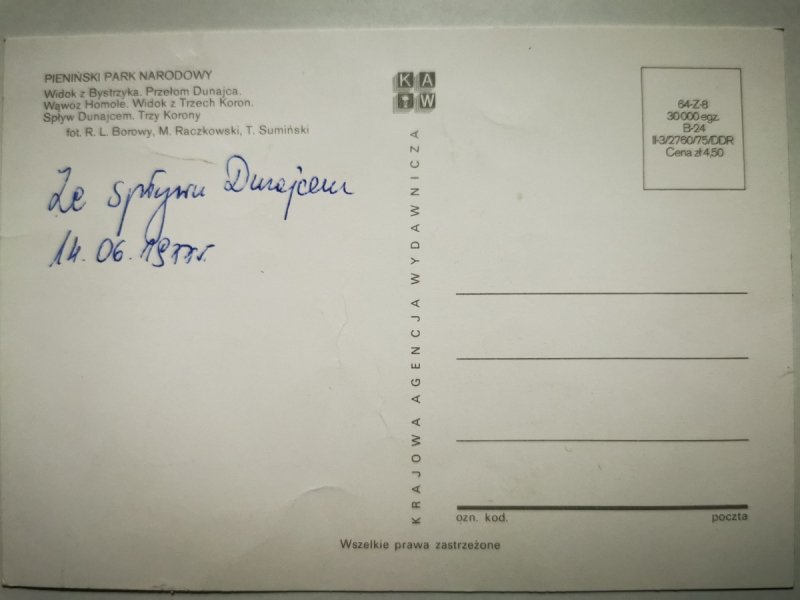 PIENIŃSKI PARK NARODOWY
Widok z Bystrzyka. Przełom Dunajca.
Wąwóz Homole. Widok z Trzech Koron.
Spływ Dunajcem. Trzy Korony
fot. R. L. Borowy, M. Raczkowski, T. Sumiński
Ze spływu Dunajcem
14. 06. 1977r.
K A
W
KRAJOWA AGENCJA WYDAWNICZA
64-Z-8
30 000 egz.
B-24
II-3/2760/75/DDR
Cena zł 4,50
ozn. kod.
poczta
Wszelkie prawa zastrzeżone